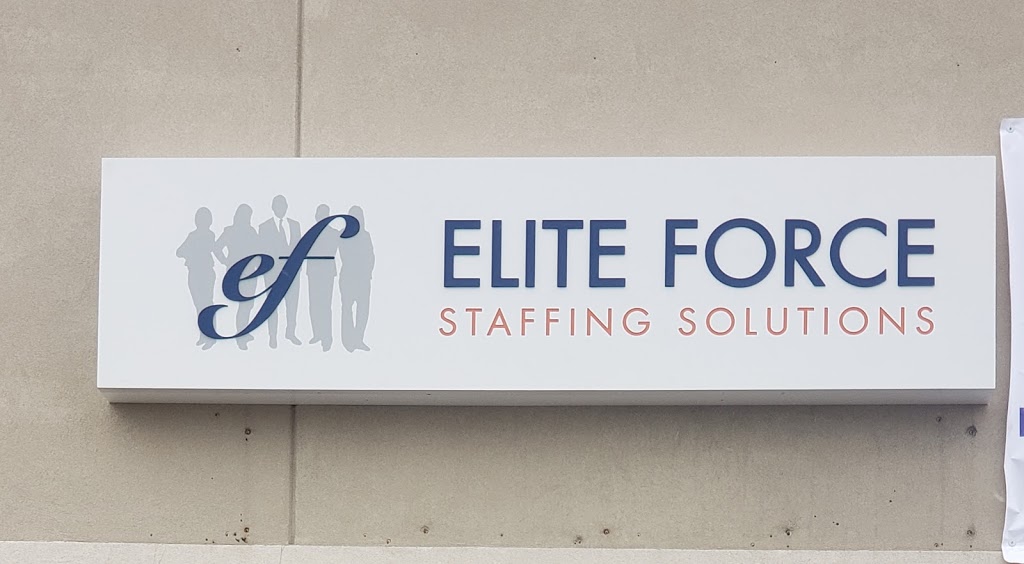 ef
ELITE FORCE
STAFFING SOLUTIONS